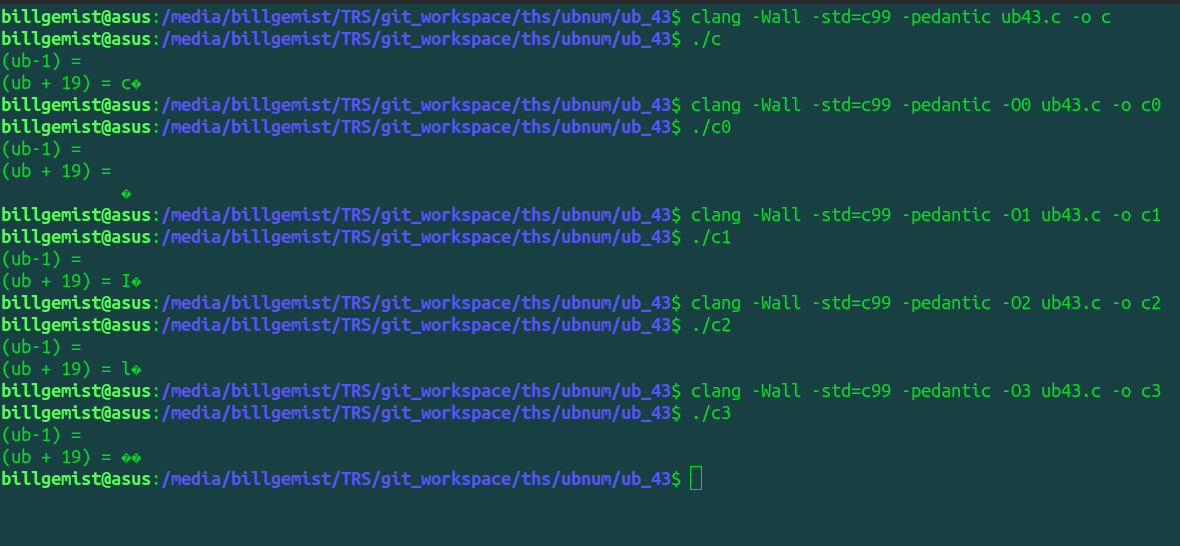 billgemist@asus:/media/billgemist/TRS/git_workspace/ths/ubnum/ub_43$ clang -Wall -std=c99 -pedantic ub43.c -o c
billgemist@asus:/media/billgemist/TRS/git_workspace/ths/ubnum/ub_43$ ./c
(ub-1) =
(ub + 19) = c�
billgemist@asus:/media/billgemist/TRS/git_workspace/ths/ubnum/ub_43$ clang -Wall -std=c99 -pedantic -O0 ub43.c -o c0
billgemist@asus:/media/billgemist/TRS/git_workspace/ths/ubnum/ub_43$ ./c0
(ub-1) =
(ub + 19) =
�
billgemist@asus:/media/billgemist/TRS/git_workspace/ths/ubnum/ub_43$ clang -Wall -std=c99 -pedantic -O1 ub43.c -o c1
billgemist@asus:/media/billgemist/TRS/git_workspace/ths/ubnum/ub_43$ ./c1
(ub-1) =
(ub + 19) = I�
billgemist@asus:/media/billgemist/TRS/git_workspace/ths/ubnum/ub_43$ clang -Wall -std=c99 -pedantic -O2 ub43.c -o c2
billgemist@asus:/media/billgemist/TRS/git_workspace/ths/ubnum/ub_43$ ./c2
(ub-1) =
(ub + 19) = l�
billgemist@asus:/media/billgemist/TRS/git_workspace/ths/ubnum/ub_43$ clang -Wall -std=c99 -pedantic -O3 ub43.c -o c3
billgemist@asus:/media/billgemist/TRS/git_workspace/ths/ubnum/ub_43$ ./c3
(ub-1) =
(ub + 19) = ��
billgemist@asus:/media/billgemist/TRS/git_workspace/ths/ubnum/ub_43$